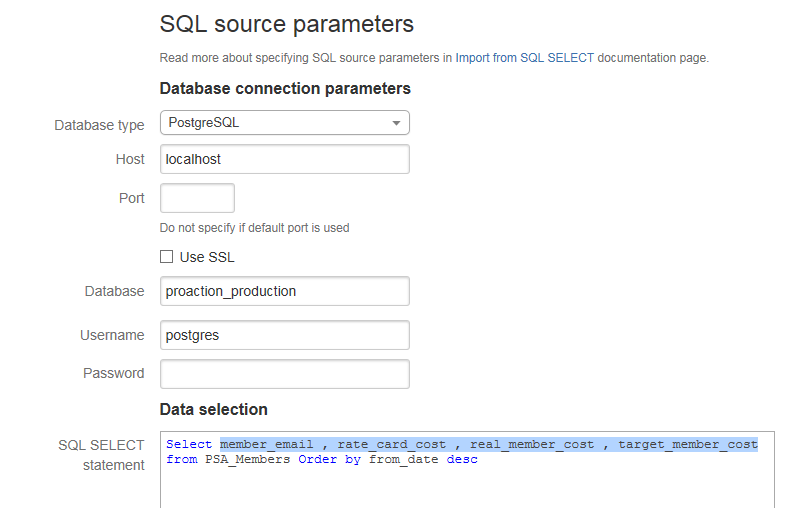 SQL source parameters
Read more about specifying SQL source parameters in Import from SQL SELECT documentation page.
Database connection parameters
Database type PostgreSQL
Host localhost
Port
Do not specify if default port is used
Use SSL
Database proaction_production
Username postgres
Password
Data selection
SQL SELECT statement
Select member_email , rate_card_cost , real_member_cost , target_member_cost
from PSA_Members Order by from_date desc